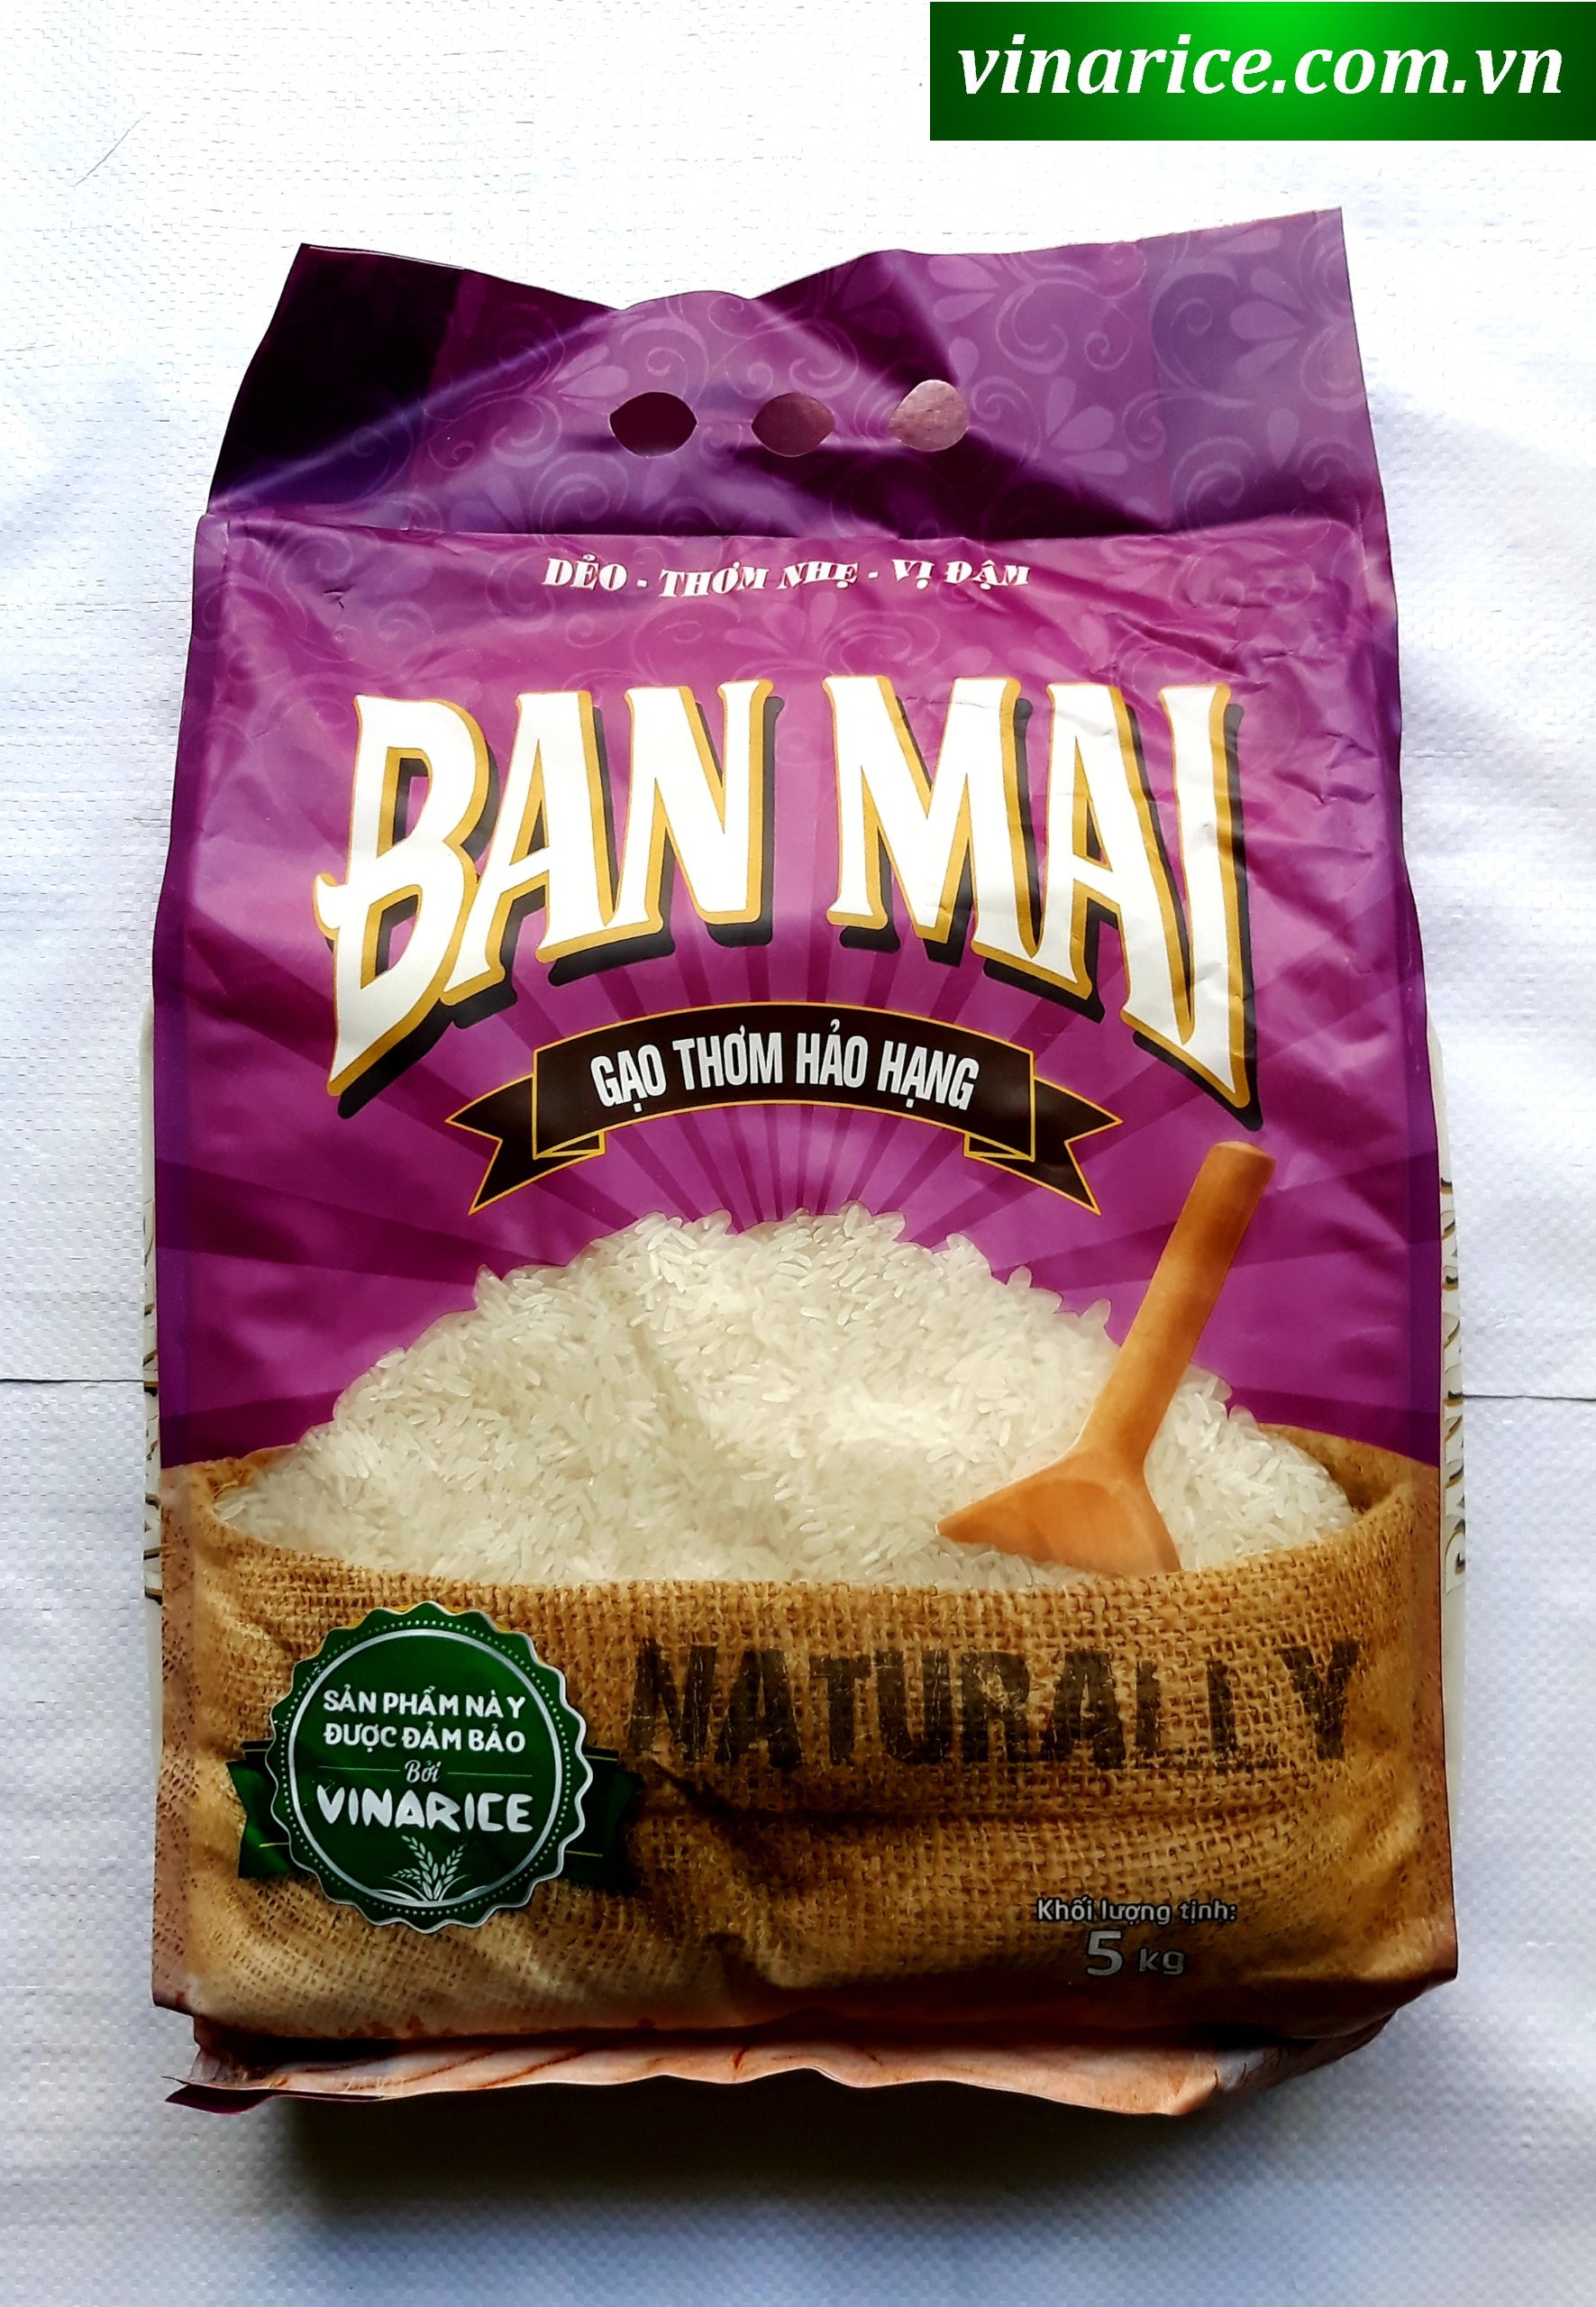 vinarice.com.vn
DẺO - THƠM NHẸ - VỊ ĐẬM
BAN MAI
GẠO THƠM HẢO HẠNG
NATURALLY
SẢN PHẨM NÀY
ĐƯỢC ĐẢM BẢO
Bởi
VINARICE
Khối lượng tịnh:
5 kg